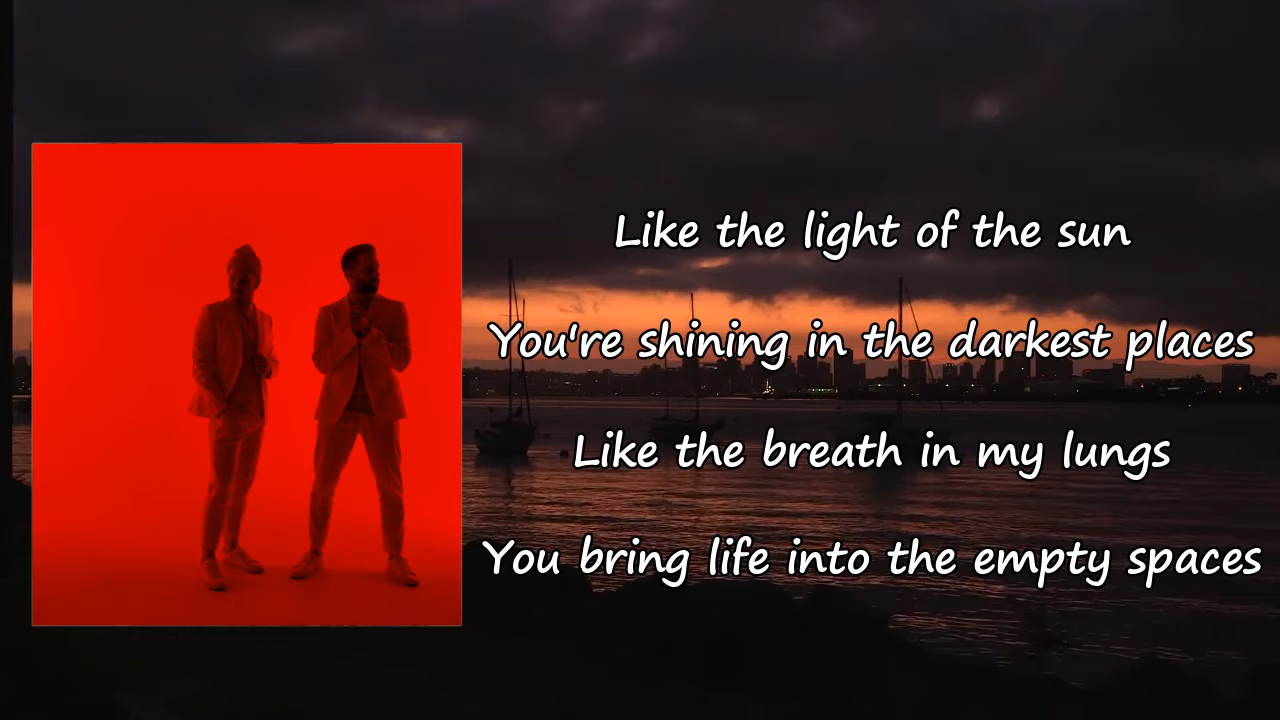 Like the light of the sun
You're shining in the darkest places
Like the breath in my lungs
You bring life into the empty spaces